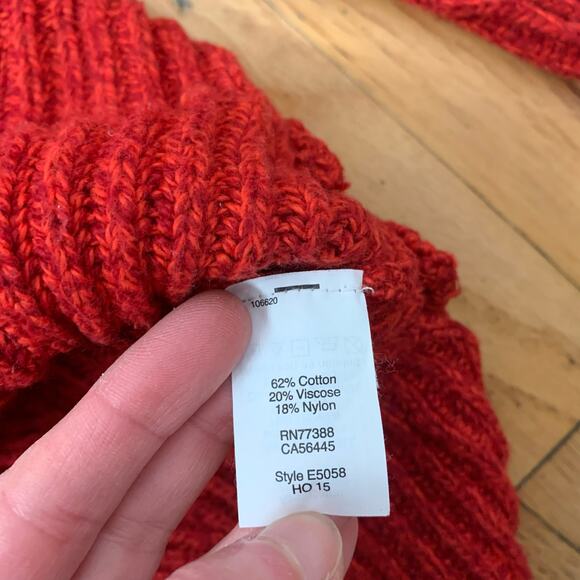 106620
62% Cotton
20% Viscose
18% Nylon
RN77388
CA56445
Style E5058
HO 15